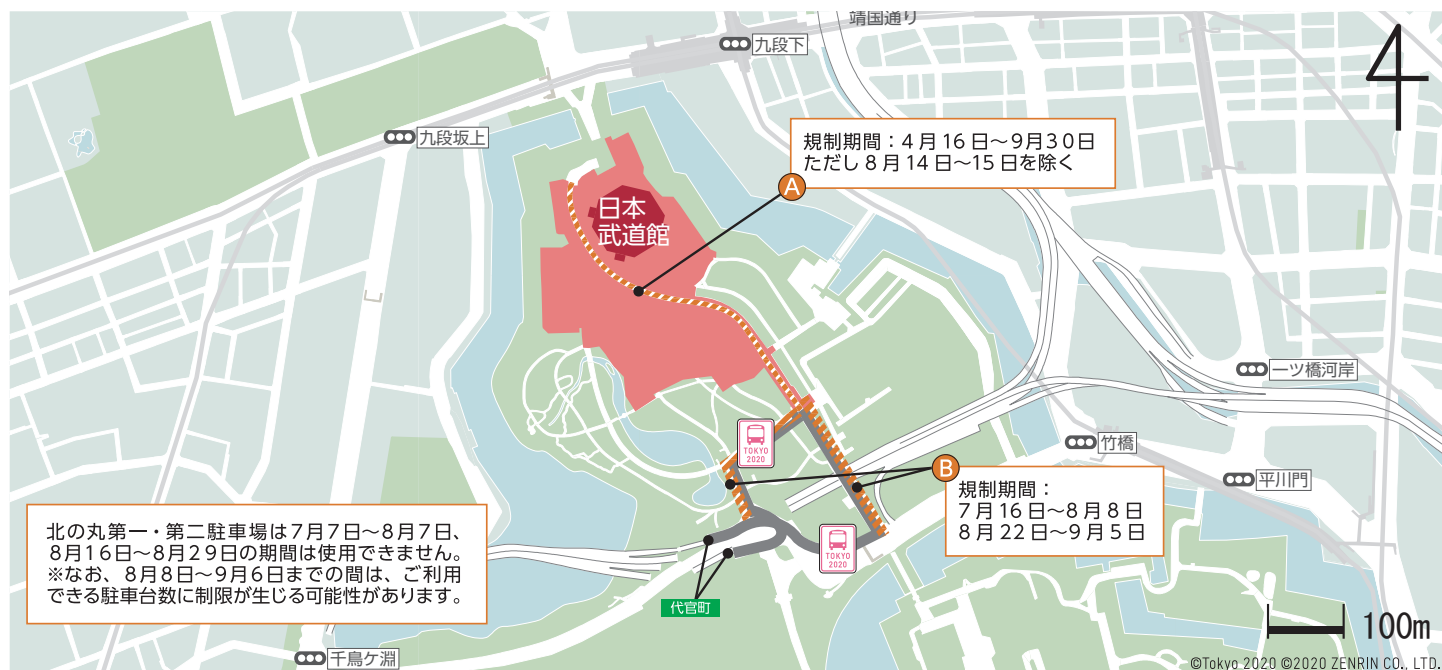 靖国通り
九段下
4
九段坂上
規制期間：4月16日～9月30日
ただし8月14日～15日を除く
A
日本
武道館
一ツ橋河岸
TOKYO
2020
竹橋
B
平川門
規制期間：
7月16日～8月8日
8月22日～9月5日
北の丸第一・第二駐車場は7月7日～8月7日、
8月16日～8月29日の期間は使用できません。
※なお、8月8日～9月6日までの間は、ご利用
できる駐車台数に制限が生じる可能性があります。
TOKYO
2020
代官町
100m
千鳥ケ淵
©Tokyo 2020 ©2020 ZENRIN CO., LTD.